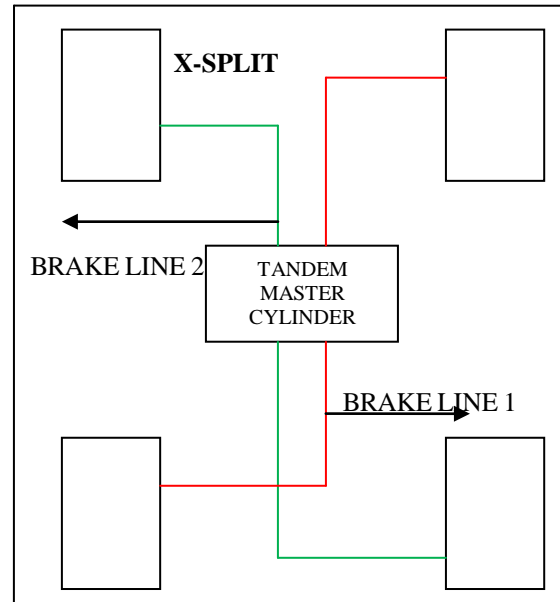 X-SPLIT
BRAKE LINE 2
TANDEM
MASTER
CYLINDER
BRAKE LINE 1